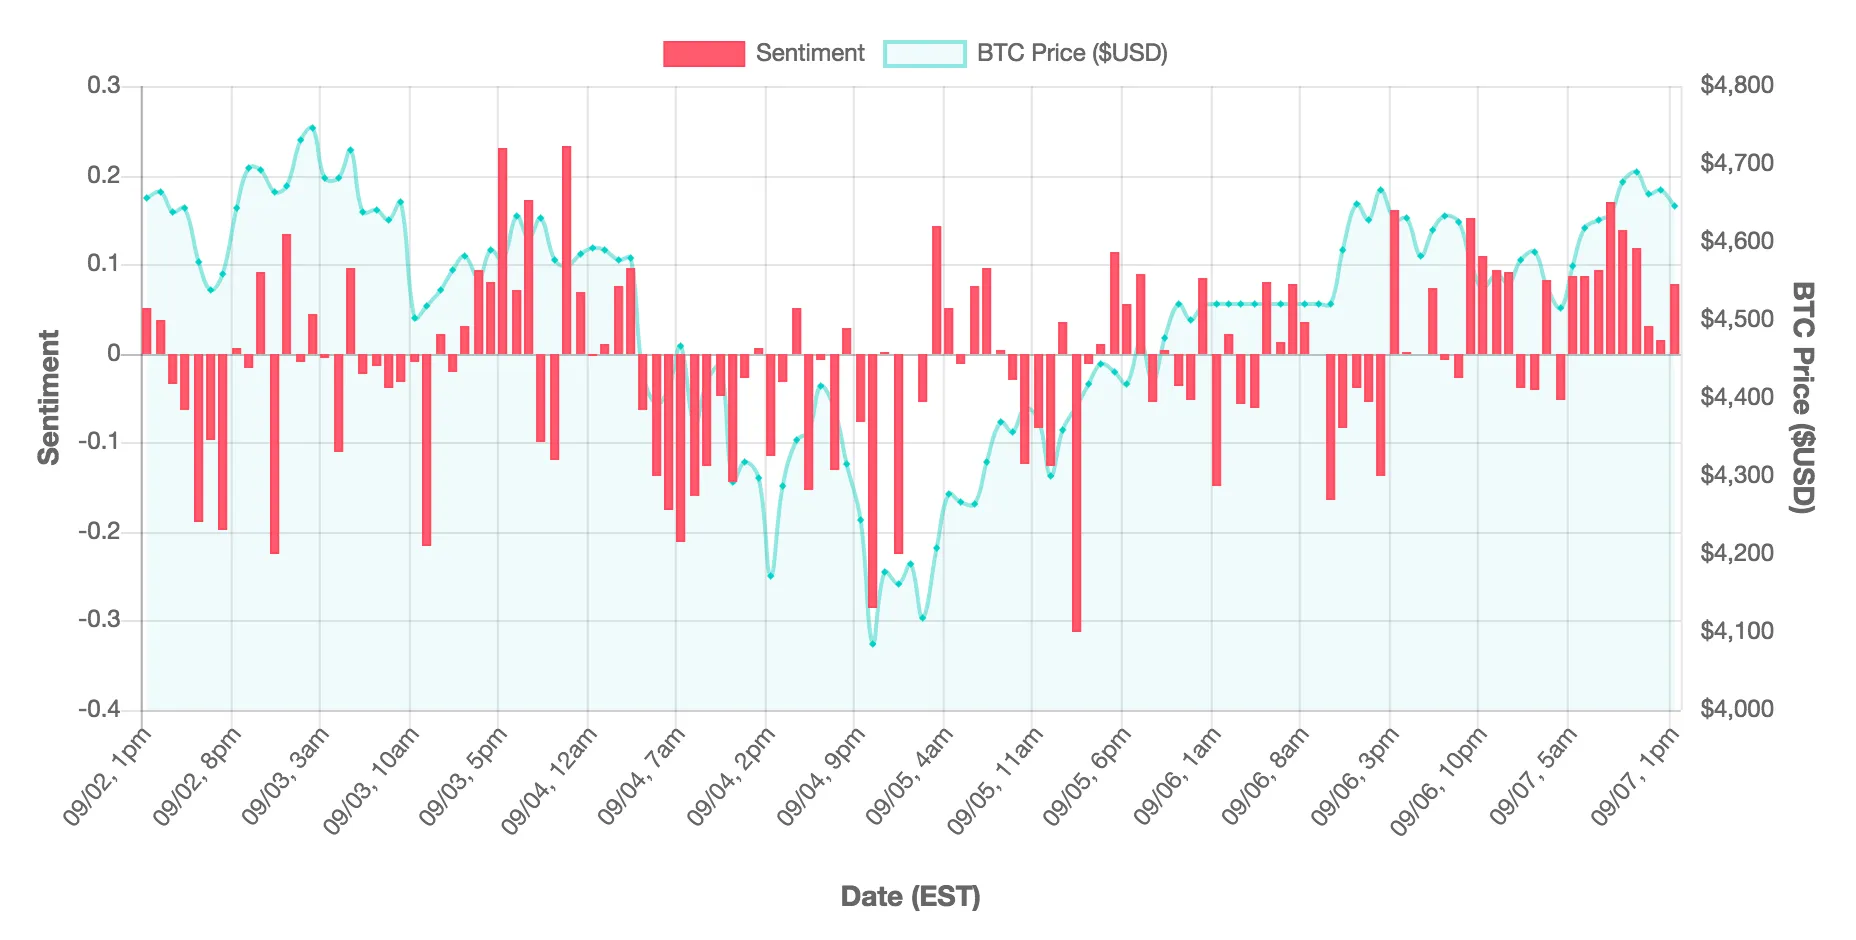 Sentiment BTC Price ($USD)
0.3 $4,800
0.2 $4,700
0.1 $4,600
0 $4,500
-0.1 $4,400
-0.2 $4,300
-0.3 $4,200
-0.4 $4,100
$4,000
Sentiment
BTC Price ($USD)
09/02, 1pm
09/02, 8pm
09/03, 3am
09/03, 10am
09/03, 5pm
09/04, 12am
09/04, 7am
09/04, 2pm
09/04, 9pm
09/05, 4am
09/05, 11am
09/05, 6pm
09/06, 1am
09/06, 8am
09/06, 3pm
09/06, 10pm
09/07, 5am
09/07, 1pm
Date (EST)